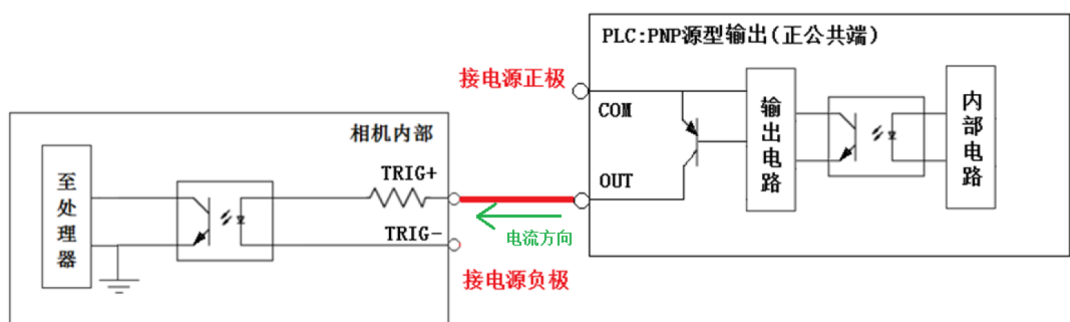 PLC:PNP源型输出(正公共端)
接电源正极
COM
OUT
输出电路
内部电路
相机内部
至处理器
TRIG+
TRIG-
电流方向
接电源负极